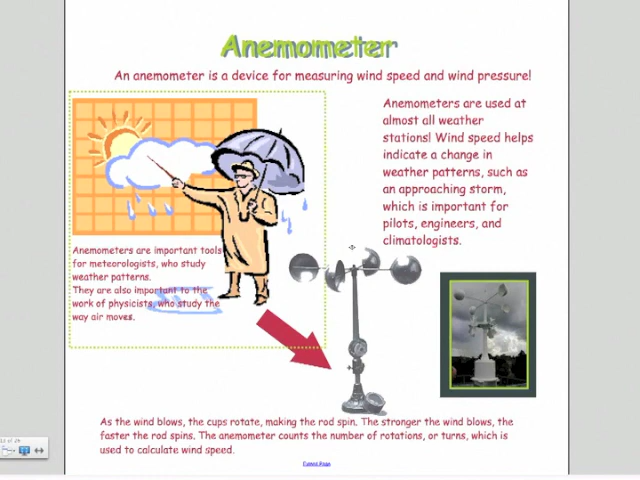 Anemometer
An anemometer is a device for measuring wind speed and wind pressure!
Anemometers are used at
almost all weather
stations! Wind speed helps
indicate a change in
weather patterns, such as
an approaching storm,
which is important for
pilots, engineers, and
climatologists.
Anemometers are important tools
for meteorologists, who study
weather patterns.
They are also important to the
work of physicists, who study the
way air moves.
As the wind blows, the cups rotate, making the rod spin. The stronger the wind blows, the
faster the rod spins. The anemometer counts the number of rotations, or turns, which is
used to calculate wind speed.